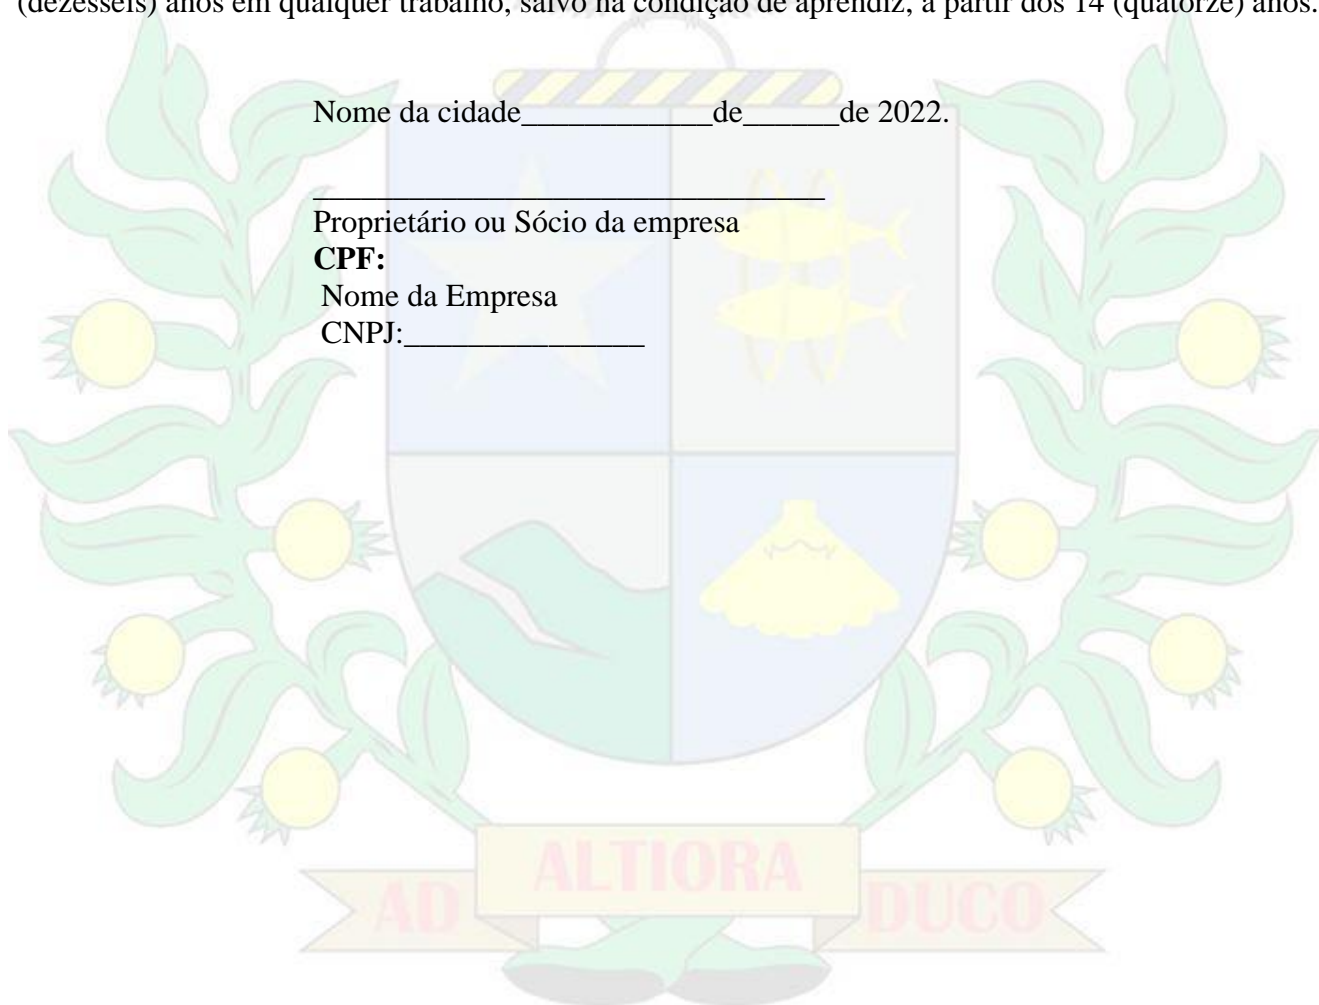 (dezesseis) anos em qualquer trabalho, salvo na condição de aprendiz, a partir dos 14 (quatorze) anos.
Nome da cidade____________de______de 2022.
________________________________
Proprietário ou Sócio da empresa
CPF:
Nome da Empresa
CNPJ:_______________
AD ALTIORA DUCO